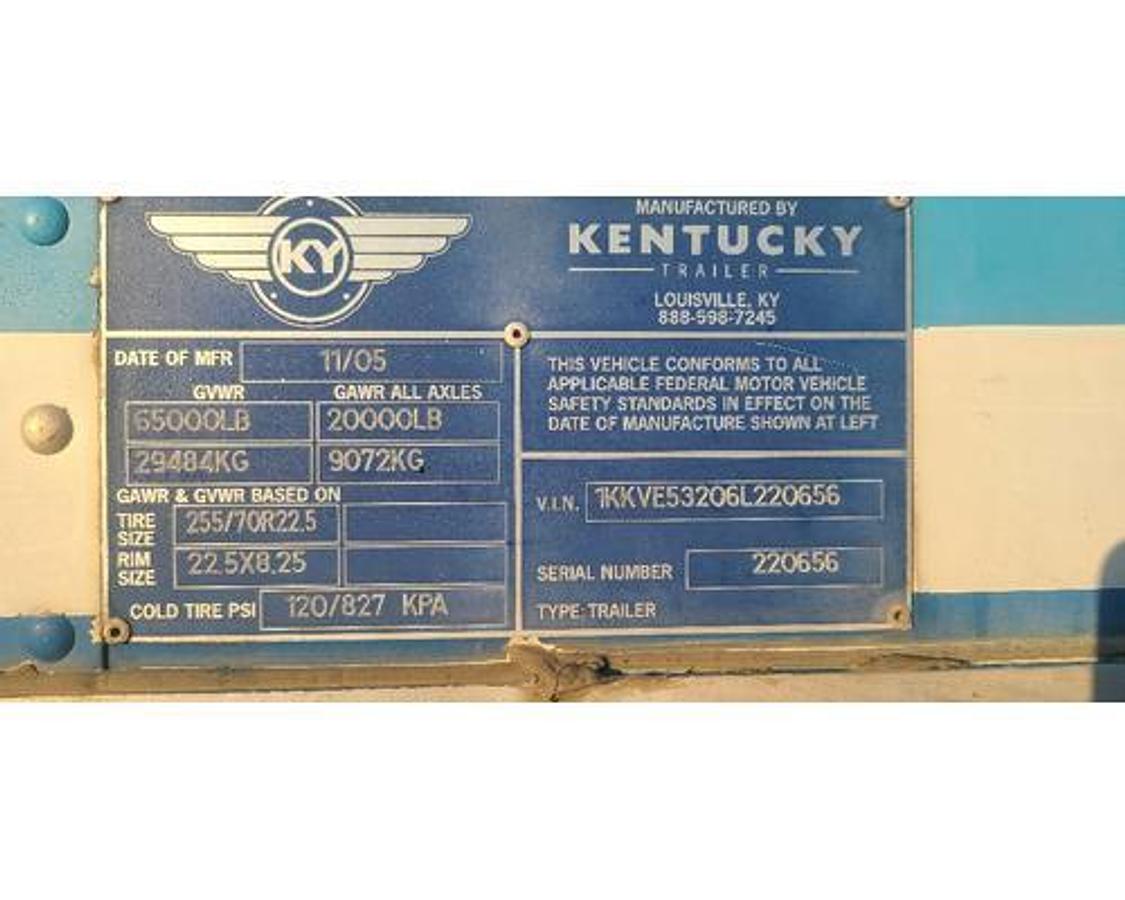 KY
MANUFACTURED BY
KENTUCKY
TRAILER
LOUISVILLE, KY
888-598-7245
DATE OF MFR 11/05
GVWR GAWR ALL AXLES
65000LB 20000LB
29484KG 9072KG
GAWR & GVWR BASED ON
TIRE SIZE 255/70R22.5
RIM SIZE 22.5X8.25
COLD TIRE PSI 120/827 KPA
THIS VEHICLE CONFORMS TO ALL
APPLICABLE FEDERAL MOTOR VEHICLE
SAFETY STANDARDS IN EFFECT ON THE
DATE OF MANUFACTURE SHOWN AT LEFT
V.I.N. 1KKVE53206L220656
SERIAL NUMBER 220656
TYPE: TRAILER